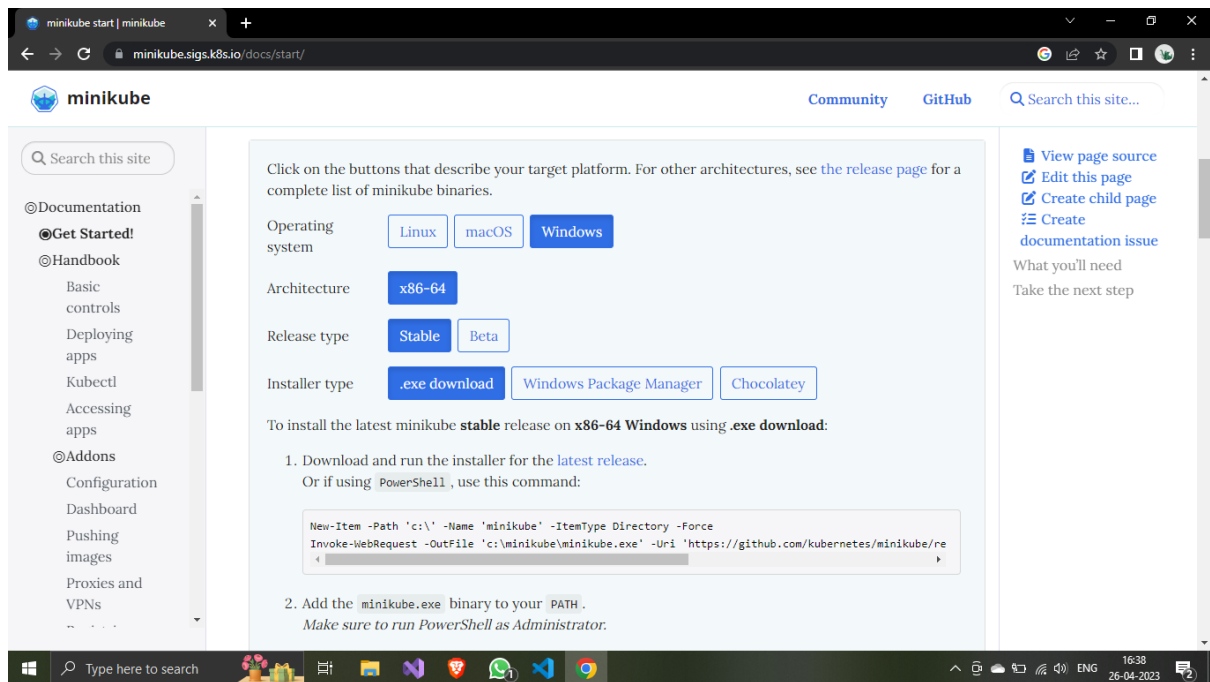 minikube start | minikube
minikube.sigs.k8s.io/docs/start/
minikube
Community
GitHub
Search this site...
Search this site
Documentation
Get Started!
Handbook
Basic
controls
Deploying
apps
Kubectl
Accessing
apps
Addons
Configuration
Dashboard
Pushing
images
Proxies and
VPNs
Click on the buttons that describe your target platform. For other architectures, see the release page for a
complete list of minikube binaries.
Operating
system
Linux
macOS
Windows
Architecture
x86-64
Release type
Stable
Beta
Installer type
.exe download
Windows Package Manager
Chocolatey
To install the latest minikube stable release on x86-64 Windows using .exe download:
1. Download and run the installer for the latest release.
Or if using PowerShell, use this command:
New-Item -Path 'c:\' -Name 'minikube' -ItemType Directory -Force
Invoke-WebRequest -OutFile 'c:\minikube\minikube.exe' -Uri 'https://github.com/kubernetes/minikube/re
2. Add the minikube.exe binary to your PATH.
Make sure to run PowerShell as Administrator.
View page source
Edit this page
Create child page
Create
documentation issue
What you'll need
Take the next step
Type here to search
1
ENG
16:38
26-04-2023
2